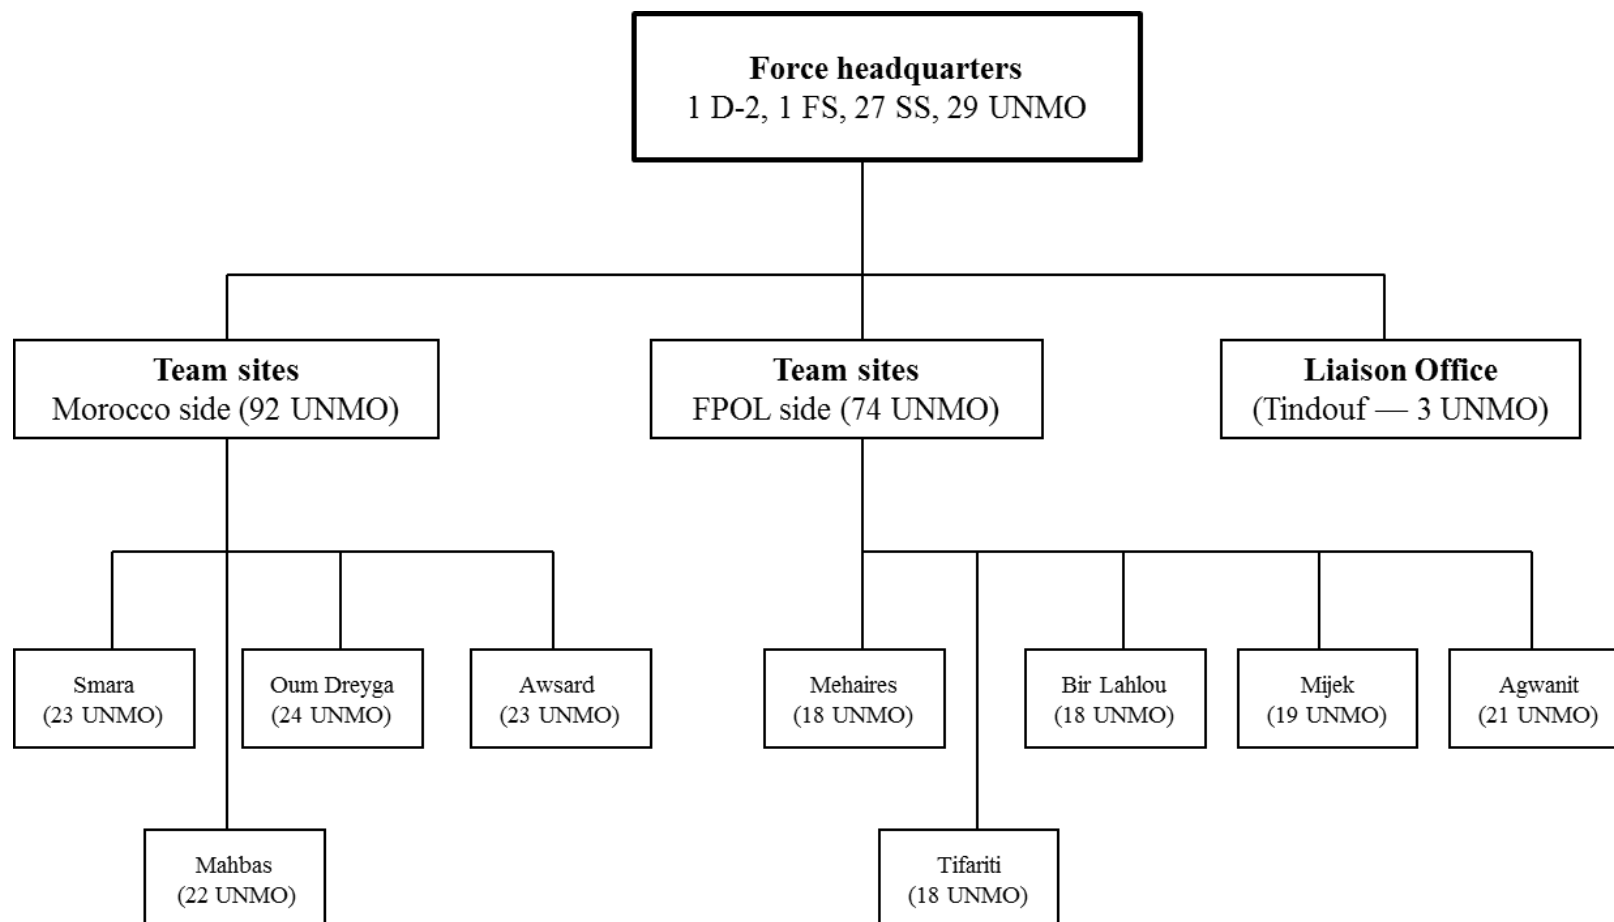 Force headquarters
1 D-2, 1 FS, 27 SS, 29 UNMO
Team sites
Morocco side (92 UNMO)
Team sites
FPOL side (74 UNMO)
Liaison Office
(Tindouf — 3 UNMO)
Smara
(23 UNMO)
Oum Dreyga
(24 UNMO)
Awsard
(23 UNMO)
Mehaires
(18 UNMO)
Bir Lahlou
(18 UNMO)
Mijek
(19 UNMO)
Agwanit
(21 UNMO)
Mahbas
(22 UNMO)
Tifariti
(18 UNMO)